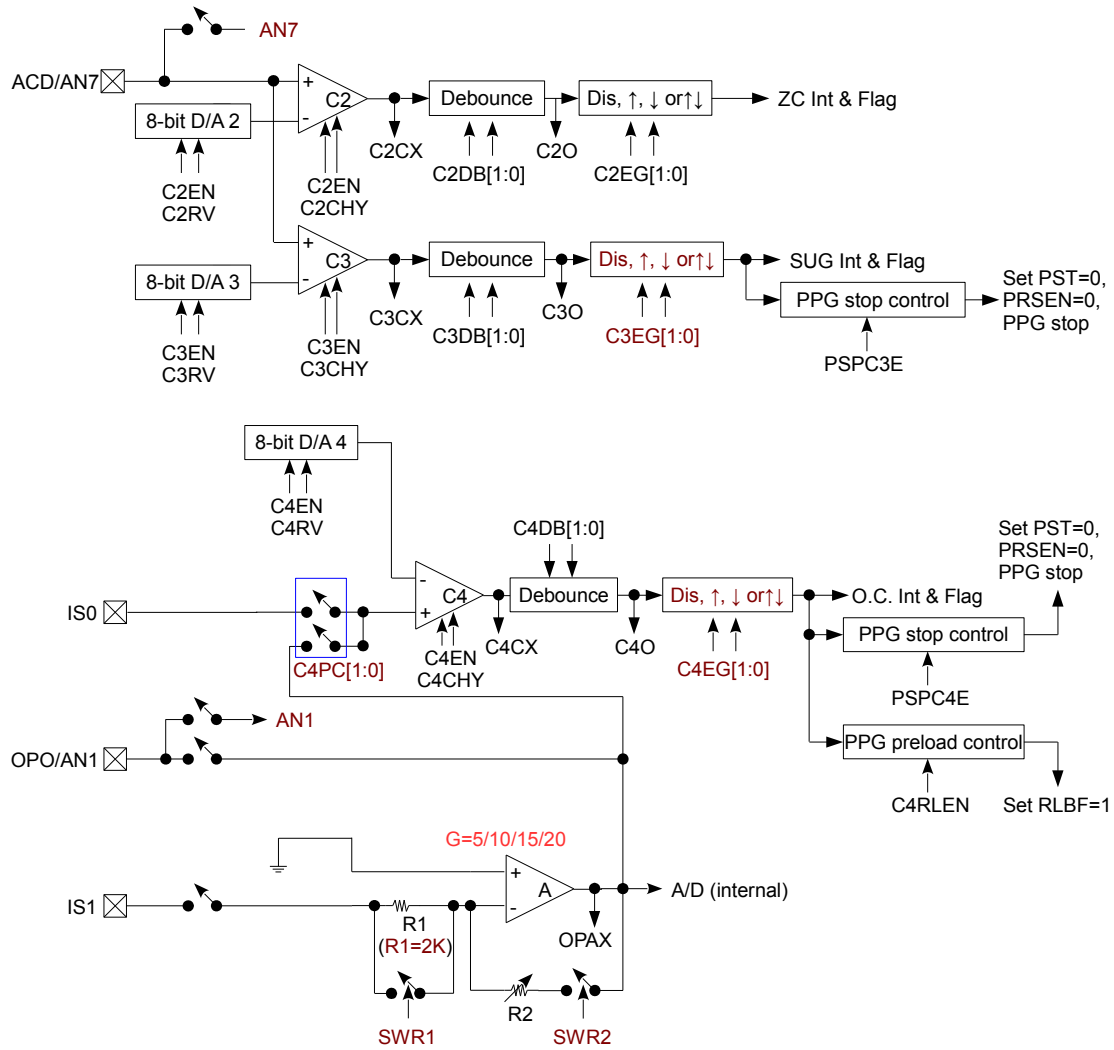 AN7
ACD/AN7
+
C2
-
Debounce
Dis, ↑, ↓ or↑↓
ZC Int & Flag
8-bit D/A 2
C2CX
C2O
C2EN
C2RV
C2EN
C2CHY
C2DB[1:0]
C2EG[1:0]
+
C3
-
Debounce
Dis, ↑, ↓ or↑↓
SUG Int & Flag
8-bit D/A 3
PPG stop control
Set PST=0,
PRSEN=0,
PPG stop
C3CX
C3O
C3EN
C3RV
C3EN
C3CHY
C3DB[1:0]
C3EG[1:0]
PSPC3E
8-bit D/A 4
C4EN
C4RV
C4DB[1:0]
Set PST=0,
PRSEN=0,
PPG stop
-
C4
+
Debounce
Dis, ↑, ↓ or↑↓
O.C. Int & Flag
IS0
PPG stop control
C4CX
C4O
C4PC[1:0]
C4EN
C4CHY
C4EG[1:0]
PSPC4E
AN1
OPO/AN1
PPG preload control
C4RLEN
Set RLBF=1
G=5/10/15/20
+
A
-
A/D (internal)
IS1
R1
(R1=2K)
OPAX
R2
SWR1
SWR2